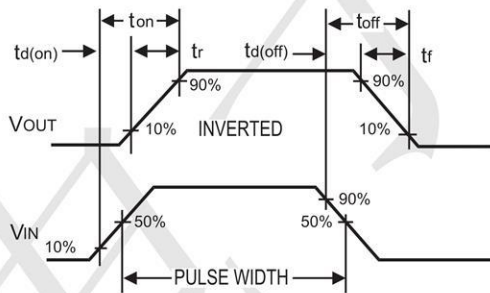 ton
toff
td(on)
tr
td(off)
tf
90%
90%
VOUT
10%
INVERTED
10%
90%
50%
50%
VIN
10%
PULSE WIDTH